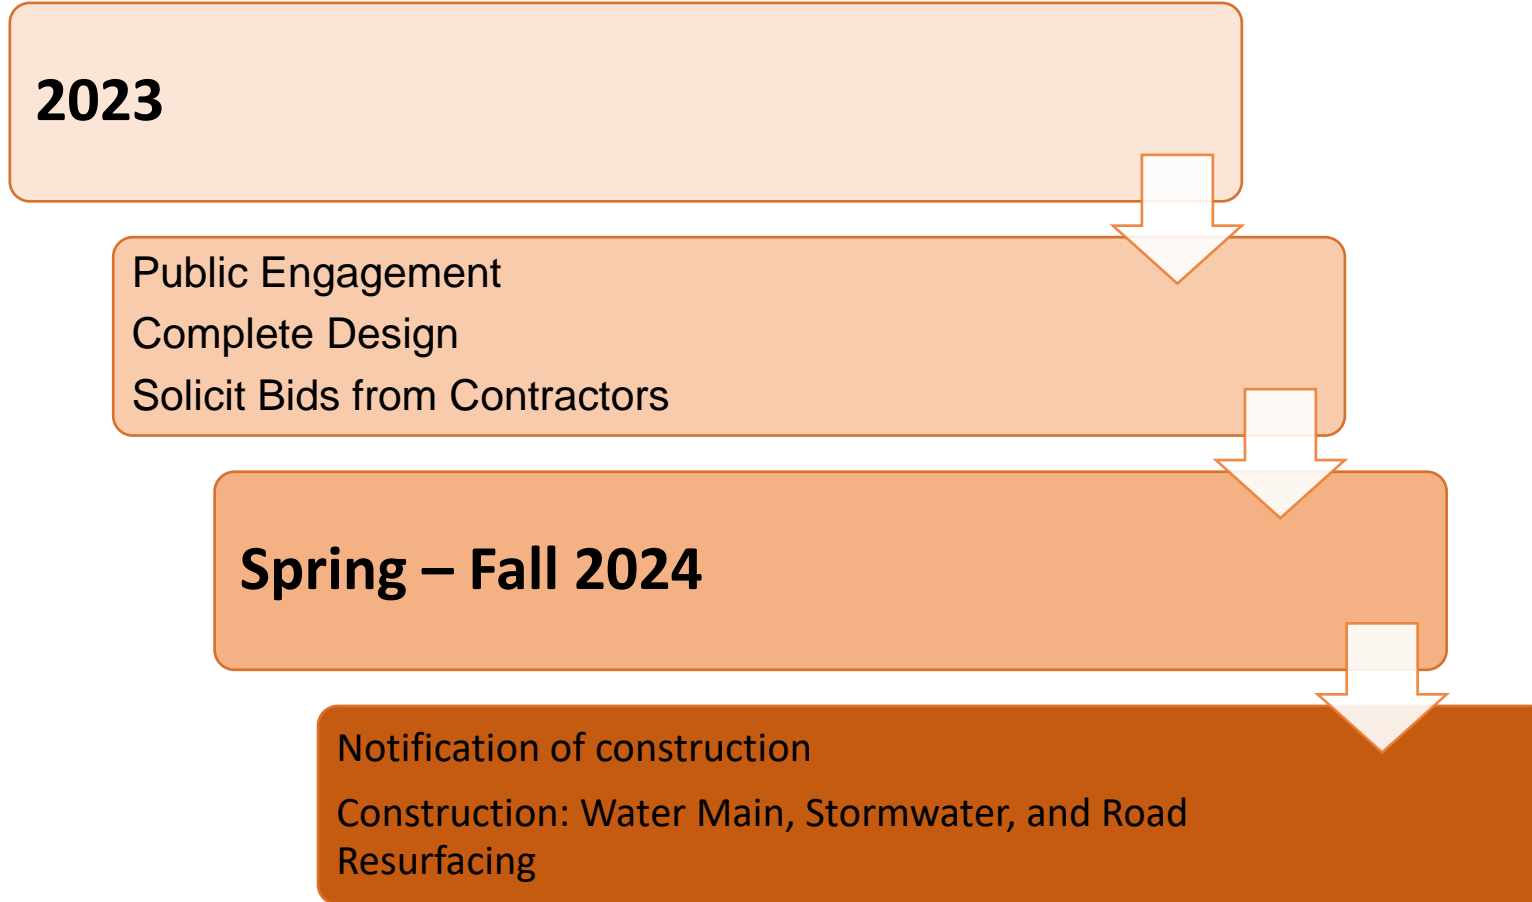 2023
Public Engagement
Complete Design
Solicit Bids from Contractors
Spring – Fall 2024
Notification of construction
Construction: Water Main, Stormwater, and Road
Resurfacing